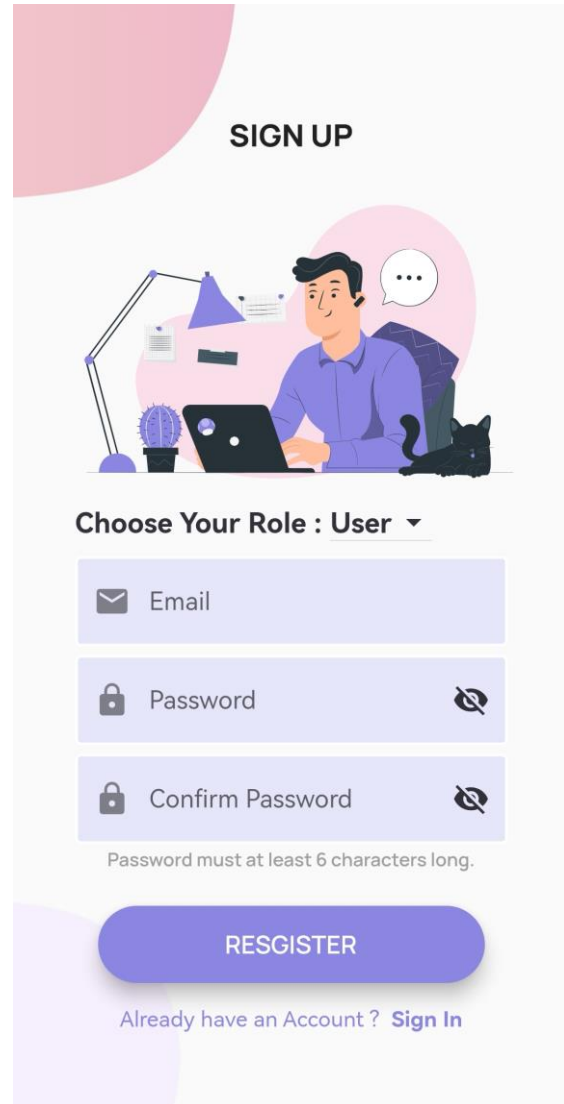 SIGN UP
Choose Your Role : User
Email
Password
Confirm Password
Password must at least 6 characters long.
RESGISTER
Already have an Account ? Sign In